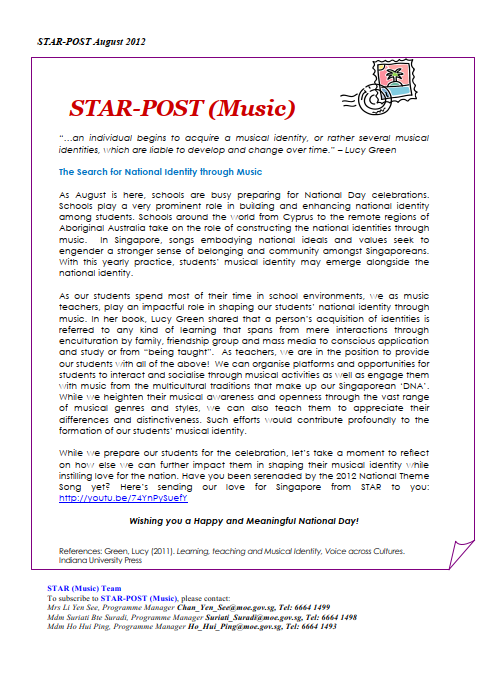 STAR-POST August 2012
STAR-POST (Music)
“…an individual begins to acquire a musical identity, or rather several musical
identities, which are liable to develop and change over time.” – Lucy Green
The Search for National Identity through Music
As August is here, schools are busy preparing for National Day celebrations.
Schools play a very prominent role in building and enhancing national identity
among students. Schools around the world from Cyprus to the remote regions of
Aboriginal Australia take on the role of constructing the national identities through
music. In Singapore, songs embodying national ideals and values seek to
engender a stronger sense of belonging and community amongst Singaporeans.
With this yearly practice, students’ musical identity may emerge alongside the
national identity.
As our students spend most of their time in school environments, we as music
teachers, play an impactful role in shaping our students’ national identity through
music. In her book, Lucy Green shared that a person’s acquisition of identities is
referred to any kind of learning that spans from mere interactions through
enculturation by family, friendship group and mass media to conscious application
and study or from “being taught”. As teachers, we are in the position to provide
our students with all of the above! We can organise platforms and opportunities for
students to interact and socialise through musical activities as well as engage them
with music from the multicultural traditions that make up our Singaporean ‘DNA’.
While we heighten their musical awareness and openness through the vast range
of musical genres and styles, we can also teach them to appreciate their
differences and distinctiveness. Such efforts would contribute profoundly to the
formation of our students’ musical identity.
While we prepare our students for the celebration, let’s take a moment to reflect
on how else we can further impact them in shaping their musical identity while
instilling love for the nation. Have you been serenaded by the 2012 National Theme
Song yet? Here’s sending our love for Singapore from STAR to you:
http://youtu.be/74YnPySuefY
Wishing you a Happy and Meaningful National Day!
References: Green, Lucy (2011). Learning, teaching and Musical Identity, Voice across Cultures.
Indiana University Press
STAR (Music) Team
To subscribe to STAR-POST (Music), please contact:
Mrs Li Yen See, Programme Manager Chan_Yen_See@moe.gov.sg, Tel: 6664 1499
Mdm Suriati Bte Suradi, Programme Manager Suriati_Suradi@moe.gov.sg, Tel: 6664 1498
Mdm Ho Hui Ping, Programme Manager Ho_Hui_Ping@moe.gov.sg, Tel: 6664 1493